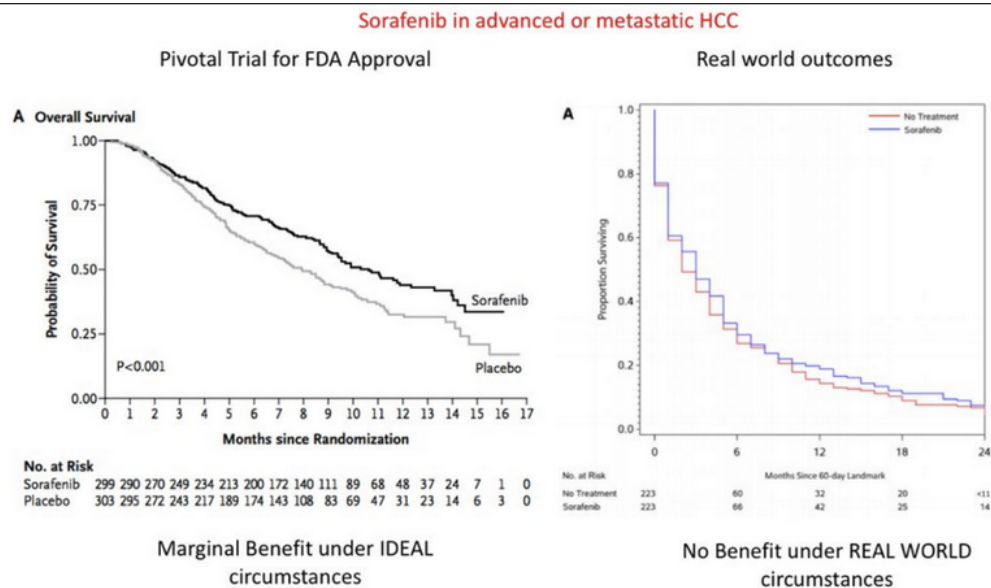 Sorafenib in advanced or metastatic HCC
Pivotal Trial for FDA Approval
A Overall Survival
1.00
0.75
0.50
0.25
0.00
Probability of Survival
Sorafenib
Placebo
P<0.001
0 1 2 3 4 5 6 7 8 9 10 11 12 13 14 15 16 17
Months since Randomization
No. at Risk
Sorafenib 299 290 270 249 234 213 200 172 140 111 89 68 48 37 24 7 1 0
Placebo 303 295 272 243 217 189 174 143 108 83 69 47 31 23 14 6 3 0
Marginal Benefit under IDEAL
circumstances
Real world outcomes
A
No Treatment
Sorafenib
1.0
0.8
0.6
0.4
0.2
0.0
Proportion Surviving
0 6 12 18 24
No. at Risk
Months Since 60-day Landmark
No Treatment 223 60 32 20 <11
Sorafenib 223 66 42 25 14
No Benefit under REAL WORLD
circumstances